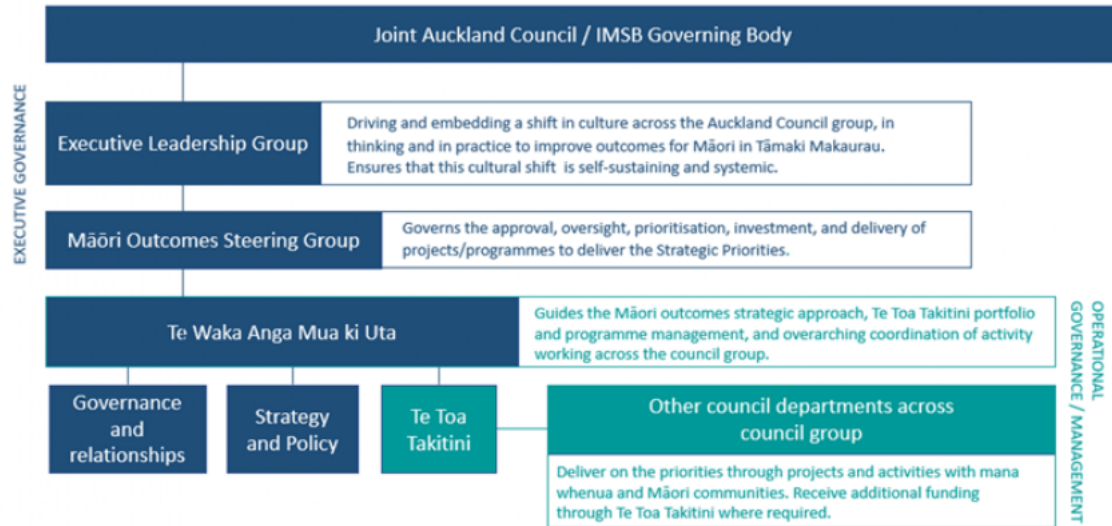 Joint Auckland Council / IMSB Governing Body
EXECUTIVE GOVERNANCE
Executive Leadership Group
Driving and embedding a shift in culture across the Auckland Council group, in
thinking and in practice to improve outcomes for Māori in Tāmaki Makaurau.
Ensures that this cultural shift is self-sustaining and systemic.
Māōri Outcomes Steering Group
Governs the approval, oversight, prioritisation, investment, and delivery of
projects/programmes to deliver the Strategic Priorities.
Te Waka Anga Mua ki Uta
Guides the Māori outcomes strategic approach, Te Toa Takitini portfolio
and programme management, and overarching coordination of activity
working across the council group.
OPERATIONAL
GOVERNANCE / MANAGEMENT
Governance
and
relationships
Strategy
and Policy
Te Toa
Takitini
Other council departments across
council group
Deliver on the priorities through projects and activities with mana
whenua and Māori communities. Receive additional funding
through Te Toa Takitini where required.